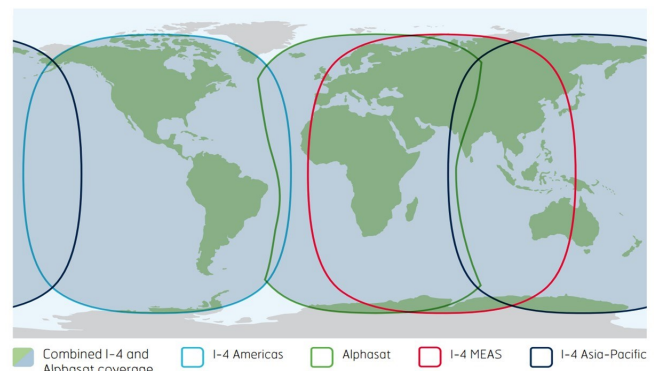 Combined I-4 and
Alphasat coverage
I-4 Americas
Alphasat
I-4 MEAS
I-4 Asia-Pacific